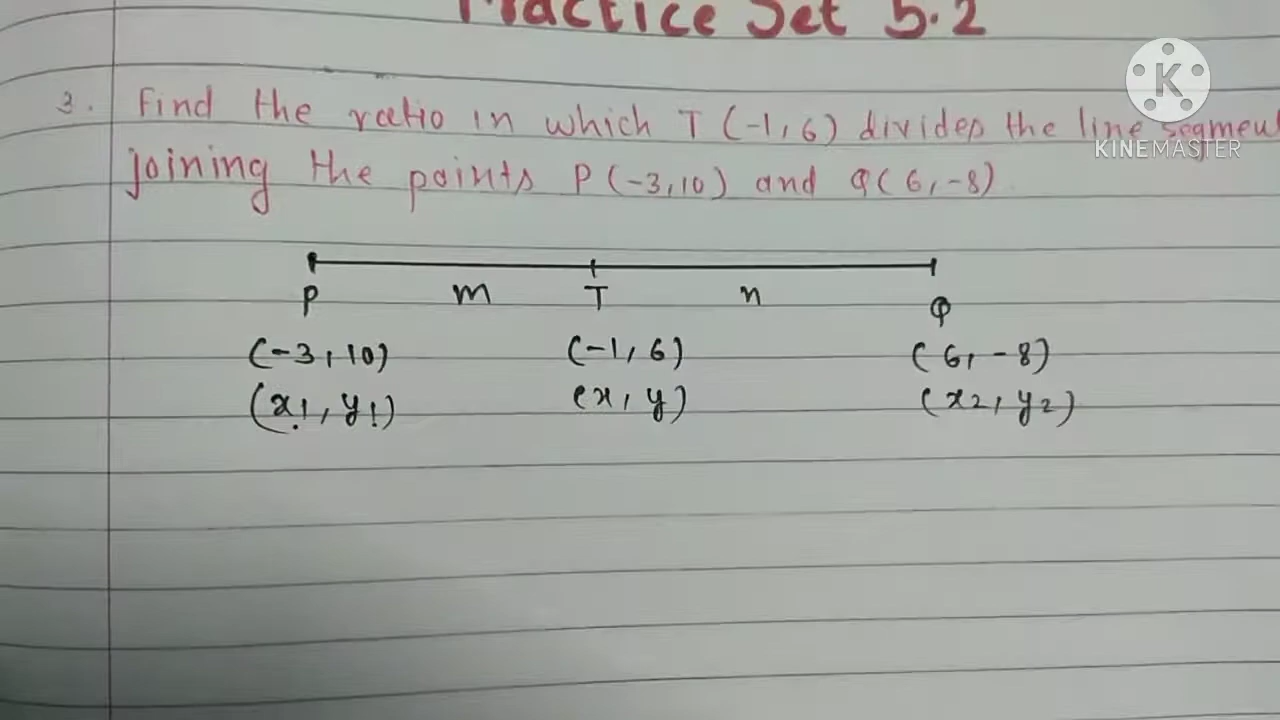 Practice Set 5.2
3. Find the ratio in which T(-1,6) divides the line segment
joining the points P(-3,10) and Q(6,-8)
P m T n Q
(-3,10) (-1,6) (6,-8)
(x1,y1) (x,y) (x2,y2)
K
KINEMASTER